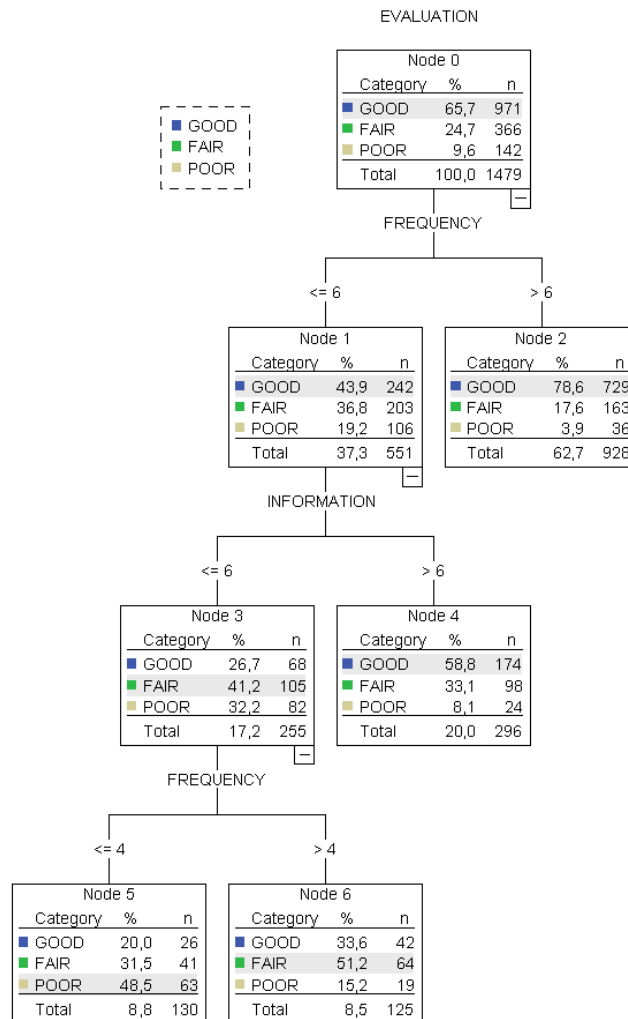 EVALUATION
Node 0
Category % n
GOOD 65,7 971
FAIR 24,7 366
POOR 9,6 142
Total 100,0 1479
GOOD
FAIR
POOR
FREQUENCY
<= 6 > 6
Node 1
Category % n
GOOD 43,9 242
FAIR 36,8 203
POOR 19,2 106
Total 37,3 551
Node 2
Category % n
GOOD 78,6 729
FAIR 17,6 163
POOR 3,9 36
Total 62,7 928
INFORMATION
<= 6 > 6
Node 3
Category % n
GOOD 26,7 68
FAIR 41,2 105
POOR 32,2 82
Total 17,2 255
Node 4
Category % n
GOOD 58,8 174
FAIR 33,1 98
POOR 8,1 24
Total 20,0 296
FREQUENCY
<= 4 > 4
Node 5
Category % n
GOOD 20,0 26
FAIR 31,5 41
POOR 48,5 63
Total 8,8 130
Node 6
Category % n
GOOD 33,6 42
FAIR 51,2 64
POOR 15,2 19
Total 8,5 125